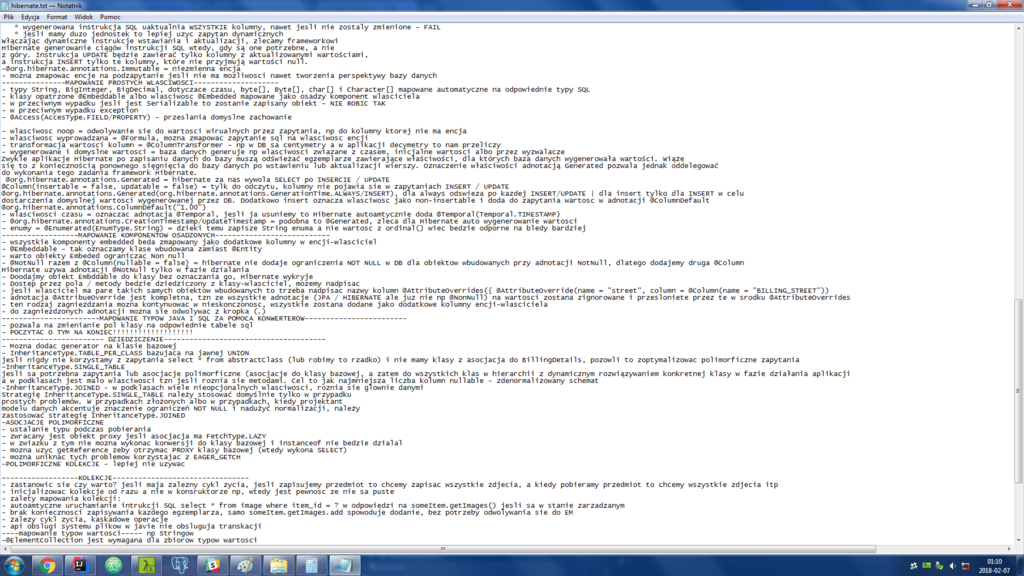 hibernate.txt — Notatnik
Plik Edycja Format Widok Pomoc
* wygenerowana instrukcja SQL uaktualnia WSZYSTKIE kolumny, nawet jesli nie zostaly zmienione - FAIL
* jesli mamy duzo jednostek to lepiej uzyc zapytan dynamicznych
Włączając dynamiczne instrukcje wstawiania i aktualizacji, zlecamy frameworkowi
Hibernate generowanie ciągów instrukcji SQL wtedy, gdy są one potrzebne, a nie
z góry. Instrukcja UPDATE będzie zawierać tylko kolumny z aktualizowanymi wartościami,
a instrukcja INSERT tylko te kolumny, które nie przyjmują wartości null.
-@org.hibernate.annotations.Immutable = niezmienna encja
- można zmapowac encje na podzapytanie jesli nie ma możliwosci nawet tworzenia perspektywy bazy danych
---------------MAPOWANIE PROSTYCH WLASCIWOSCI--------------------
- typy String, BigInteger, BigDecimal, dotyczace czasu, byte[], Byte[], char[] i Character[] mapowane automatyczne na odpowiednie typy SQL
- klasy opatrzone @Embeddable albo wlasciwosc @Embedded mapowane jako osadzy komponent wlasciciela
- w przeciwnym wypadku jesli jest Serializable to zostanie zapisany obiekt - NIE ROBIC TAK
- w przeciwnym wypadku exception
- @Access(AccesType.FIELD/PROPERTY) - przeslania domyslne zachowanie
- wlasciwosc noop = odwolywanie sie do wartosci wirualnych przez zapytania, np do kolumny ktorej nie ma encja
- wlasciwosc wyprowadzana = @Formula, mozna zmapowac zapytanie sql na wlasciwosc encji
- transformacja wartosci kolumn = @ColumnTransformer - np w DB sa centmetry a w aplikacji decymetry to nam przeliczy
- wygenerowane i domyslne wartosci = baza danych generuje np wlasciwosci zwiazane z czasem, inicjalne wartosci albo przez wyzwalacze
Zwykle aplikacje Hibernate po zapisaniu danych do bazy muszą odświeżać egzemplarze zawierające właściwości, dla których baza danych wygenerowała wartości. Wiąże
się to z koniecznością ponownego sięgnięcia do bazy danych po wstawieniu lub aktualizacji wierszy. Oznaczenie właściwości adnotacją Generated pozwala jednak oddelegować
do wykonania tego zadania framework Hibernate.
@org.hibernate.annotations.Generated = hibernate za nas wywola SELECT po INSERCIE / UPDATE
@Column(insertable = false, updatable = false) = tylk do odczytu, kolumny nie pojawia sie w zapytaniach INSERT / UPDATE
@org.hibernate.annotations.Generated(org.hibernate.annotations.GenerationTime.ALWAYS/INSERT), dla always odswieza po kazdej INSERT/UPDATE | dla insert tylko dla INSERT w celu
dostarczenia domyslnej wartosci wygenerowanej przez DB. Dodatkowo insert oznacza wlasciwosc jako non-insertable i doda do zapytania wartosc w adnotacji @ColumnDefault
@org.hibernate.annotations.ColumnDefault("1.00")
- wlasciwosci czasu = oznaczac adnotacja @Temporal, jesli ja usuniemy to Hibernate automaytcznie doda @Temporal(Temporal.TIMESTAMP)
- @org.hibernate.annotations.CreationTimestamp/updateTimestamp = podobna to @Generated, zleca dla Hibernate auto wygenerowanie wartosci
- enumy = @Enumerated(EnumType.String) = dzieki temu zapisze String enuma a nie wartosc z ordinal() wiec bedzie odporne na bledy bardziej
------------------MAPOWANIE KOMPONENTOW OSADZONYCH---------------------------
- wszystkie komponenty embedded beda zmapowany jako dodatkowe kolumny w encji-wlasciciel
- @Embeddable - tak oznaczamy klase wbudowana zamiast @Entity
- warto obiekty Embeded ograniczac Non null
- @NotNull razem z @Column(nullable = false) = hibernate nie dodaje ograniczenia NOT NULL w DB dla obiektow wbudowanych przy adnotacji NotNull, dlatego dodajemy druga @Column
Hibernate uzywa adnotacji @NotNull tylko w fazie dzialania
- Doodajmy obiekt Embddable do klasy bez oznaczania go, Hibernate wykryje
- Dostep przez pola / metody bedzie dziedziczony z klasy-wlasciciel, możemy nadpisac
- jesli wlasciciel ma pare takich samych obiektow wbudowanych to trzeba nadpisac nazwy kolumn @AttributeOverrides({ @AttributeOverride(name = "street", column = @Column(name = "BILLING_STREET"))
- adnotacja @AttributeOverride jest kompletna, tzn ze wszystkie adnotacje (JPA / HIBERNATE ale juz nie np @NonNull) na wartosci zostana zignorowane i przesloniete przez te w srodku @AttributeOverrides
- ten rodzaj zagniezdzania mozna kontynuowac w nieskonczonosc, wszystkie zostana dodane jako dodatkowe kolumny encji-wlasciciela
- do zagniezdzonych adnotacji mozna sie odwolywac z kropka (.)
-----------------------MAPOWANIE TYPOW JAVA I SQL ZA POMOCA KONWERTEROW------------------------
- pozwala na zmienianie pol klasy na odpowiednie tabele sql
- POCZYTAC O TYM NA KONIEC!!!!!!!!!!!!!!!!!!!
------------------------ DZIEDZICZENIE---------------------------------------
- Mozna dodac generator na klasie bazowej
- InheritanceType.TABLE_PER_CLASS bazujaca na jawnej UNION
jesli nigdy nie korzystamy z zapytania select * from abstractClass (lub robimy to rzadko) i nie mamy klasy z asocjacja do BillingDetails, pozowli to zoptymalizowac polimorficzne zapytania
-InheritanceType.SINGLE_TABLE
jesli sa potrzebna zapytania lub asocjacje polimorficzne (asocjacje do klasy bazowej, a zatem do wszystkich klas w hierarchii z dynamicznym rozwiązywaniem konkretnej klasy w fazie działania aplikacji
a w podklasach jest malo wlasciwosci tzn jesli roznia sie metodami. Cel to jak najmniejsza liczba kolumn nullable - zdenormalizowany schemat
-InheritanceType.JOINED - w podklasach wiele nieopcjonalnych wlasciwosci, roznia sie glownie danymi
Strategię InheritanceType.SINGLE_TABLE należy stosować domyślnie tylko w przypadku
prostych problemów. W przypadkach złożonych albo w przypadkach, kiedy projektant
modelu danych akcentuje znaczenie ograniczeń NOT NULL i nadużyć normalizacji, należy
zastosować strategię InheritanceType.JOINED
-ASOCJACJE POLIMORFICZNE
- ustalanie typu podczas pobierania
- zwracany jest obiekt proxy jesli asocjacja ma FetchType.LAZY
- w zwiazku z tym nie mozna wykonac konwersji do klasy bazowej i instanceof nie bedzie dzialal
- mozna uzyc getReference zeby otrzymac PROXY klasy bazowej (wtedy wykona SELECT)
- mozna uniknac tych problemow korzystajac z EAGER_GETCH
-POLIMORFICZNE KOLEKCJE - lepiej nie uzywac
------------------KOLEKCJE--------------------------------
- zastanowic sie czy warto? jesli maja zalezny cykl zycia, jesli zapisujemy przedmiot to chcemy zapisac wszystkie zdjecia, a kiedy pobieramy przedmiot to chcemy wszystkie zdjecia itp
- inicjalizowac kolekcje od razu a nie w konsruktorze np, wtedy jest pewnosc ze nie sa puste
- zalety mapowania kolekcji:
- autoamtyczne uruchamianie intrukcji SQL select * from image where item_id = ? w odpowiedzi na someItem.getImages() jesli sa w stanie zarzadzanym
- brak konieczności zapisywania kazdego egzemplarza, samo someItem.getImages.add spowoduje dodanie, bez potrzeby odwolywania sie do EM
- zalezy cykl zycia, kaskadowe operacje
- api obslugi systemu plikow w javie nie obsluguja transkacji
----mapowanie typow wartosci----- np Stringow
-@ElementCollection jest wymagana dla zbiorow typow wartosci
01:10
2018-02-07